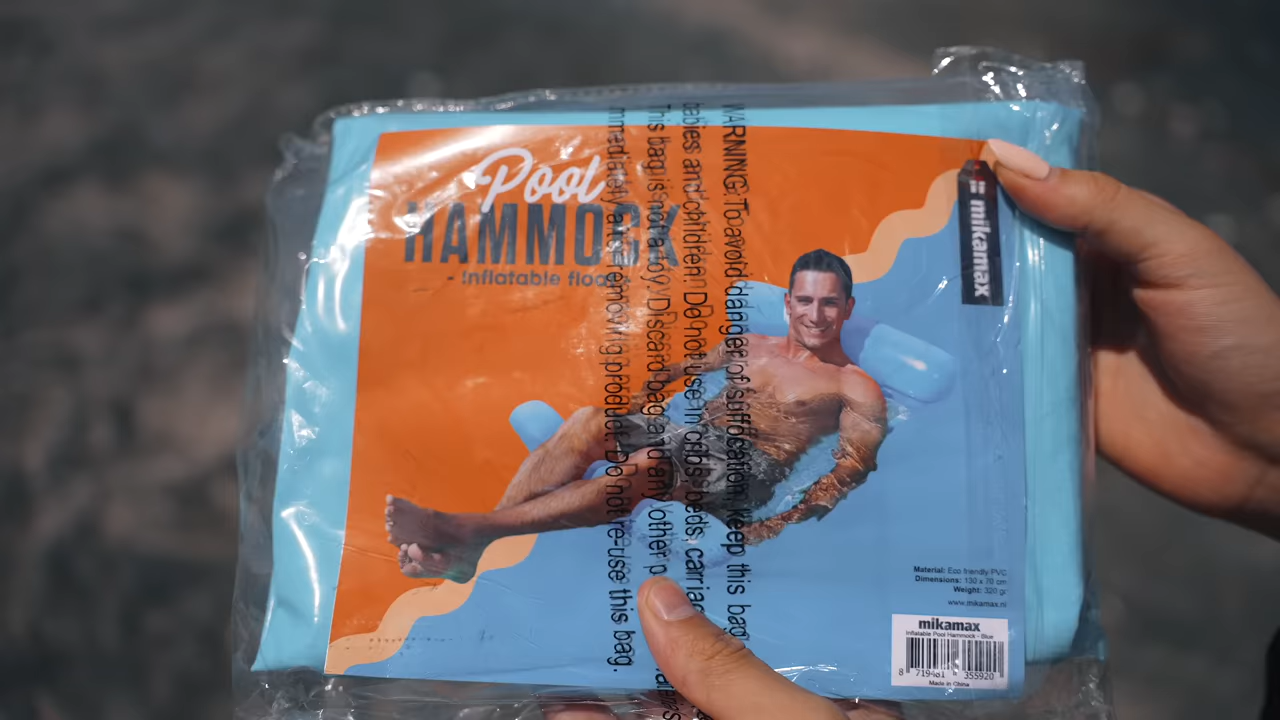 Pool
HAMMOCK
- Inflatable float -
mikamax
WARNING: To avoid danger of suffocation, keep this bag
babies and children. Do not use in cribs, beds,
This bag is not a toy. Discard bag and any other
immediately after removing product. Do not re-use this bag.
Material: Eco friendly PVC
Dimensions: 130 x 70 cm
Weight: 320 gr
www.mikamax.nl
mikamax
Inflatable Pool Hammock - Blue
8 719481 355920
Made in China